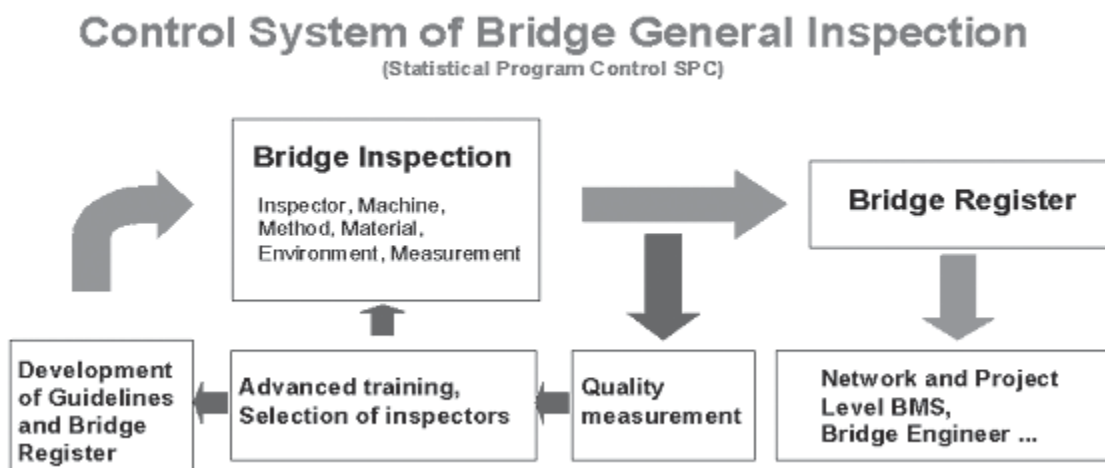 Control System of Bridge General Inspection
(Statistical Program Control SPC)
Bridge Inspection
Inspector, Machine,
Method, Material,
Environment, Measurement
Bridge Register
Development
of Guidelines
and Bridge
Register
Advanced training,
Selection of inspectors
Quality
measurement
Network and Project
Level BMS,
Bridge Engineer ...